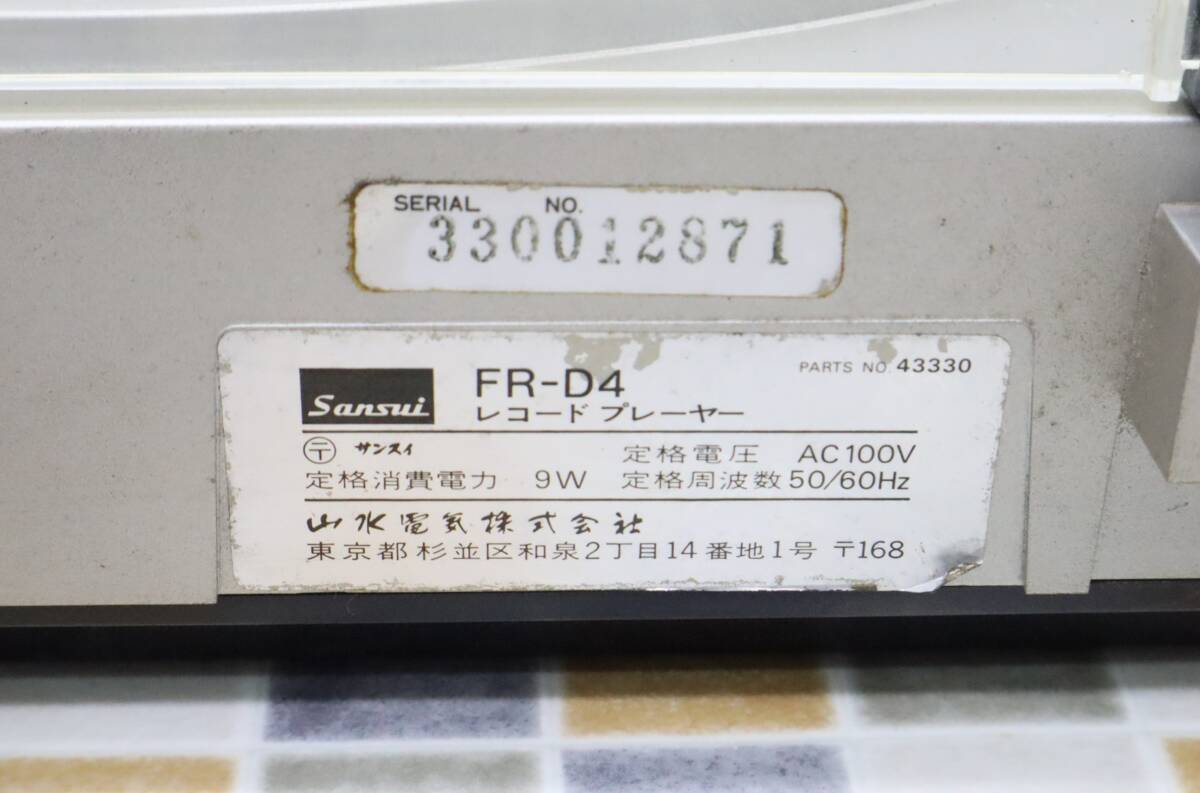 SERIAL NO.
330012871
Sansui FR-D4 PARTS NO. 43330
レコード プレーヤー
〒 サンスイ 定格電圧 AC100V
定格消費電力 9W 定格周波数 50/60Hz
山水電気株式会社
東京都杉並区和泉2丁目14番地1号 〒168